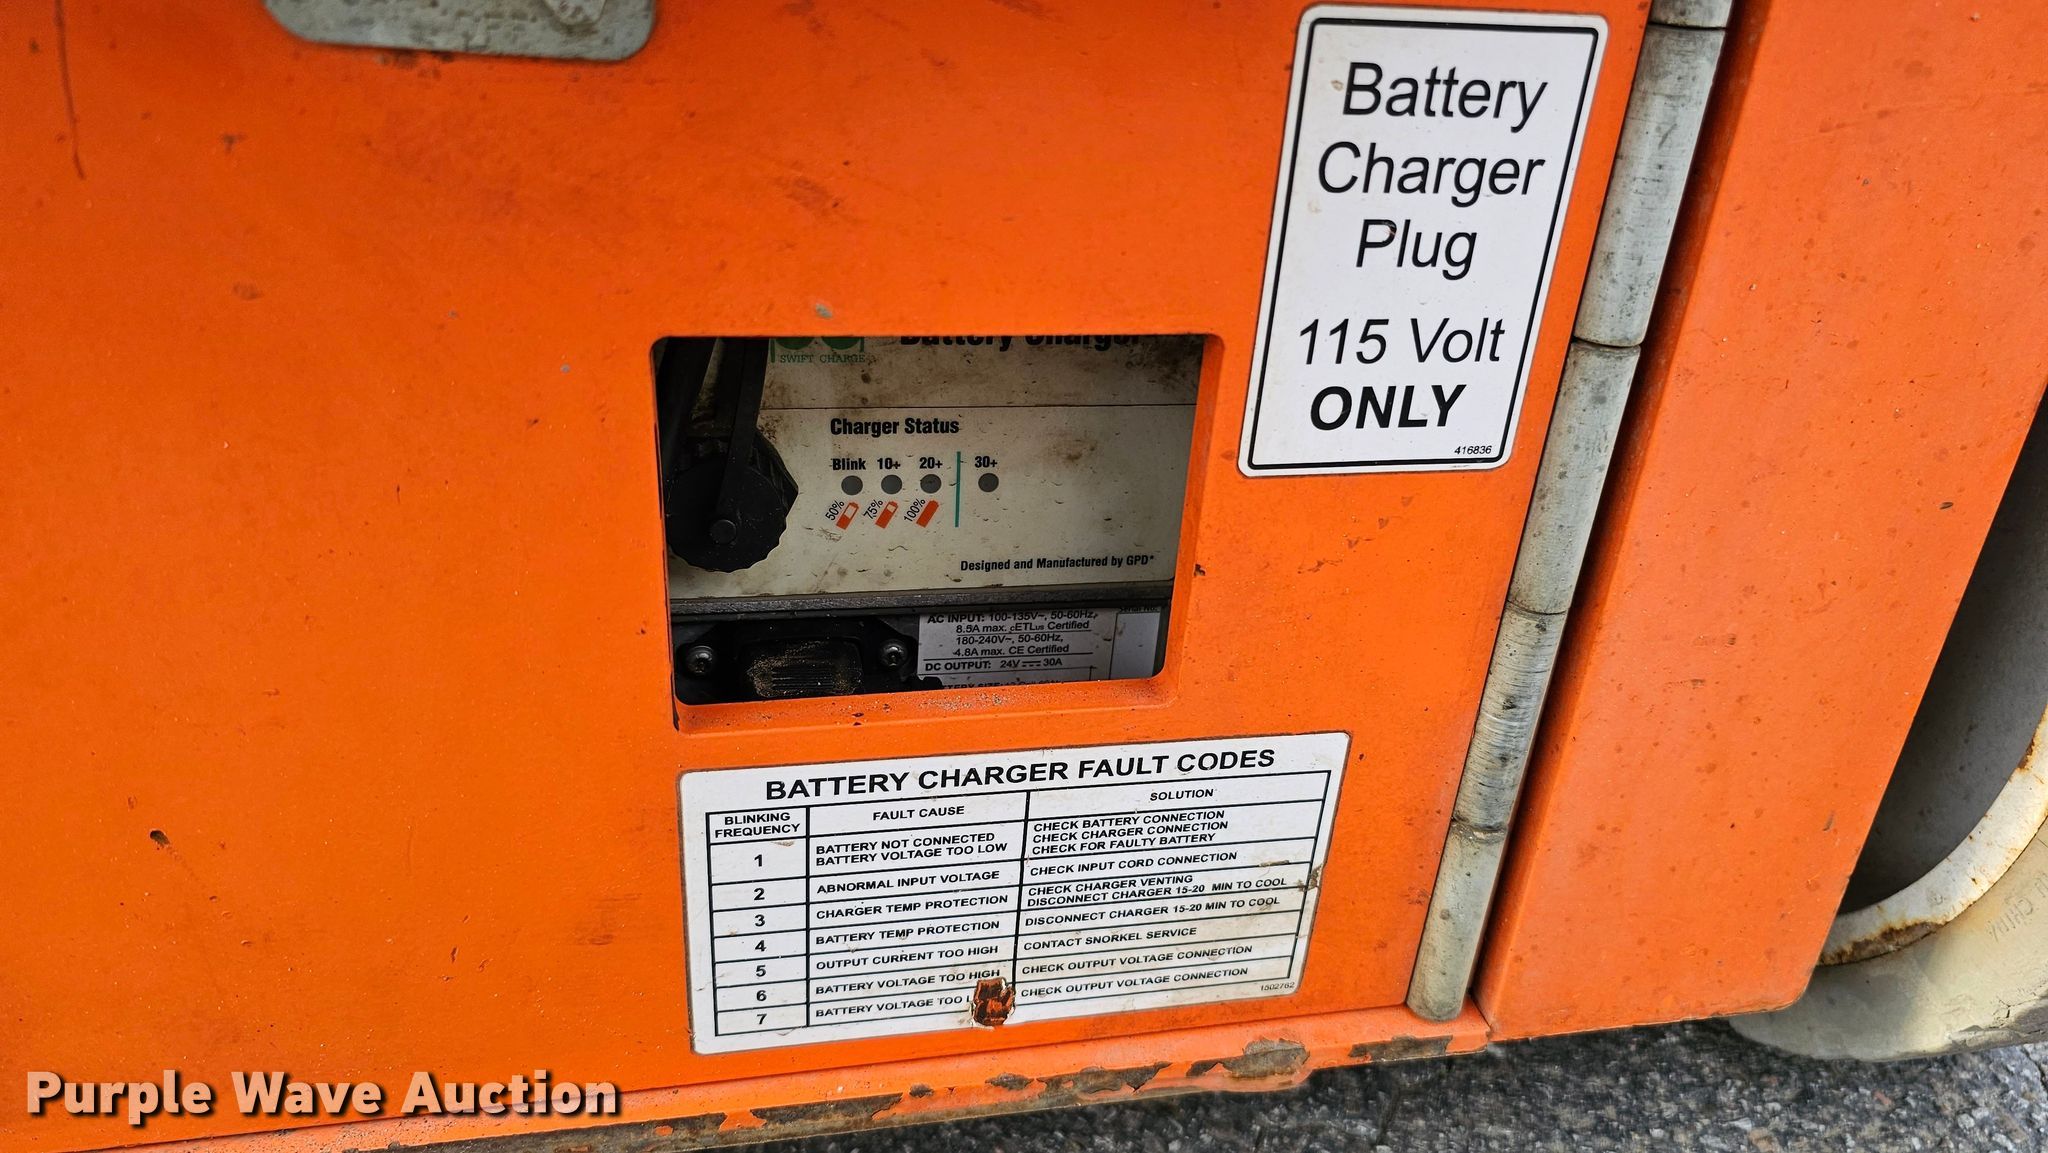 Battery
Charger
Plug
115 Volt
ONLY
416836
SWIFT CHARGE
Battery Charger
Charger Status
Blink 10+ 20+ 30+
50% 75% 100%
Designed and Manufactured by GPD*
Serial No.
AC INPUT: 100-135V~, 50-60Hz,
8.5A max. cETLus Certified
180-240V~, 50-60Hz,
4.8A max. CE Certified
DC OUTPUT: 24V 30A
BATTERY CHARGER FAULT CODES
BLINKING FREQUENCY FAULT CAUSE SOLUTION
1 BATTERY NOT CONNECTED BATTERY VOLTAGE TOO LOW CHECK BATTERY CONNECTION CHECK CHARGER CONNECTION CHECK FOR FAULTY BATTERY
2 ABNORMAL INPUT VOLTAGE CHECK INPUT CORD CONNECTION
3 CHARGER TEMP PROTECTION CHECK CHARGER VENTING DISCONNECT CHARGER 15-20 MIN TO COOL
4 BATTERY TEMP PROTECTION DISCONNECT CHARGER 15-20 MIN TO COOL
5 OUTPUT CURRENT TOO HIGH CONTACT SNORKEL SERVICE
6 BATTERY VOLTAGE TOO HIGH CHECK OUTPUT VOLTAGE CONNECTION
7 BATTERY VOLTAGE TOO CHECK OUTPUT VOLTAGE CONNECTION
1502762
Purple Wave Auction